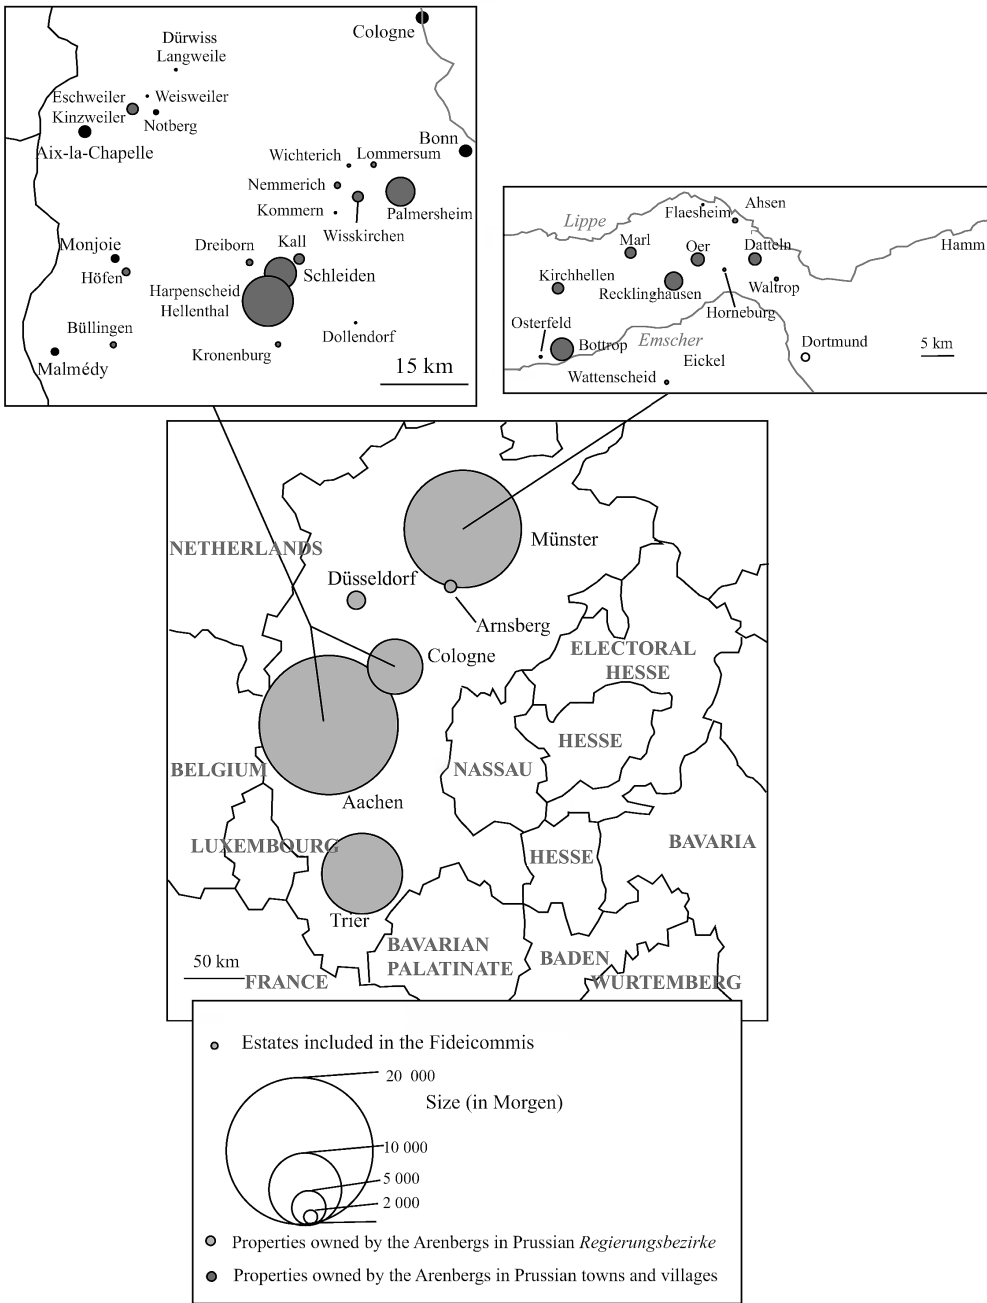 Cologne
Dürwiss
Langweile
Eschweiler
Weisweiler
Kinzweiler
Notberg
Aix-la-Chapelle
Bonn
Wichterich
Lommersum
Nemmerich
Kommern
Palmersheim
Wisskirchen
Monjoie
Dreiborn
Kall
Höfen
Schleiden
Harpenscheid
Hellenthal
Büllingen
Dollendorf
Kronenburg
Malmédy
15 km
Lippe
Flaesheim
Ahsen
Marl
Oer
Datteln
Hamm
Kirchhellen
Recklinghausen
Waltrop
Horneburg
Osterfeld
Bottrop
Emscher
Eickel
Dortmund
5 km
Wattenscheid
NETHERLANDS
Münster
Düsseldorf
Arnsberg
Cologne
ELECTORAL
HESSE
HESSE
BELGIUM
NASSAU
Aachen
LUXEMBOURG
HESSE
BAVARIA
Trier
BAVARIAN
PALATINATE
BADEN
50 km
FRANCE
WURTEMBERG
Estates included in the Fideicommis
20 000
Size (in Morgen)
10 000
5 000
2 000
Properties owned by the Arenbergs in Prussian Regierungsbezirke
Properties owned by the Arenbergs in Prussian towns and villages